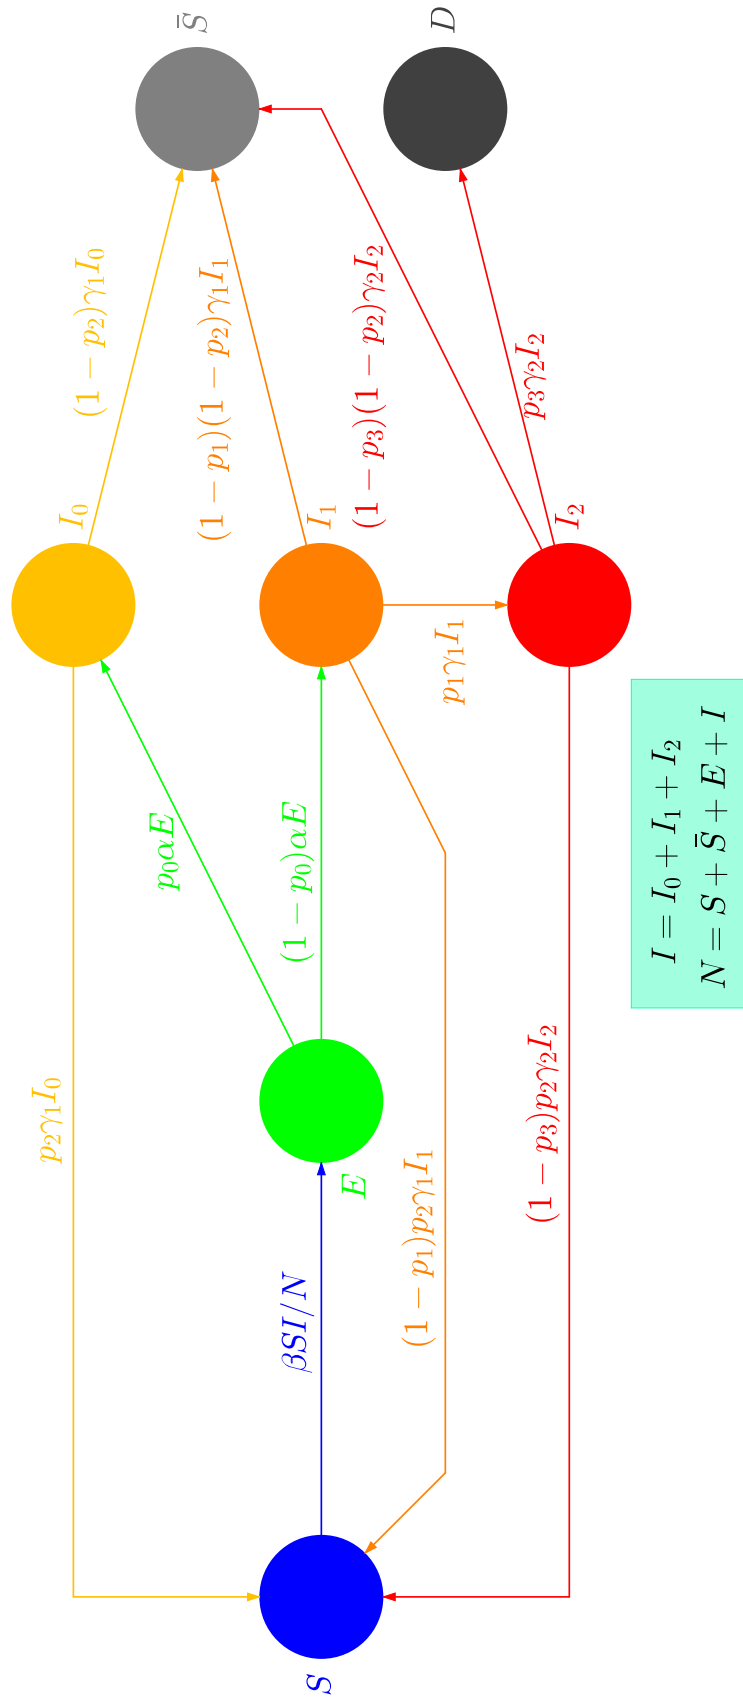 p₂γ₁I₀
(1 − p₂)γ₁I₀
I₀
S̄
p₀αE
(1 − p₁)(1 − p₂)γ₁I₁
S
βSI/N
E
(1 − p₀)αE
I₁
(1 − p₃)(1 − p₂)γ₂I₂
D
(1 − p₁)p₂γ₁I₁
p₁γ₁I₁
p₃γ₂I₂
(1 − p₃)p₂γ₂I₂
I₂
I = I₀ + I₁ + I₂
N = S + S̄ + E + I